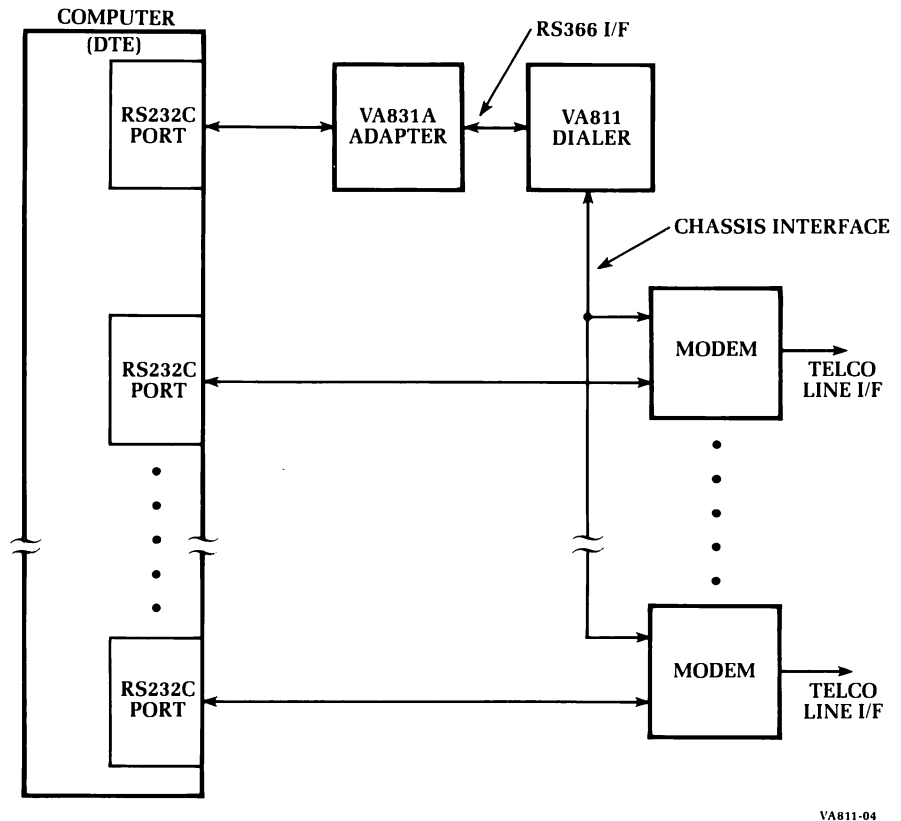 COMPUTER
(DTE)
RS366 I/F
RS232C
PORT
VA831A
ADAPTER
VA811
DIALER
CHASSIS INTERFACE
RS232C
PORT
MODEM
TELCO
LINE I/F
RS232C
PORT
MODEM
TELCO
LINE I/F
VA811-04